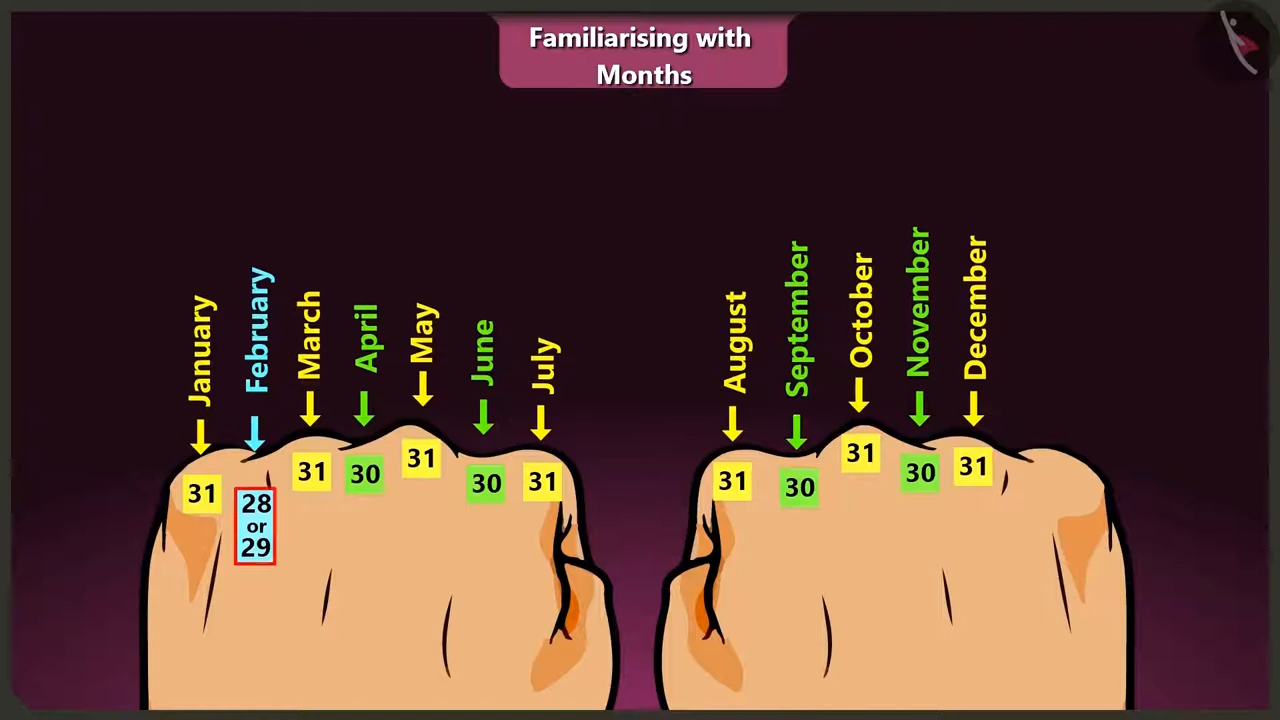 Familiarising with
Months
January
February
March
April
May
June
July
August
September
October
November
December
31
28
or
29
31
30
31
30
31
31
30
31
30
31